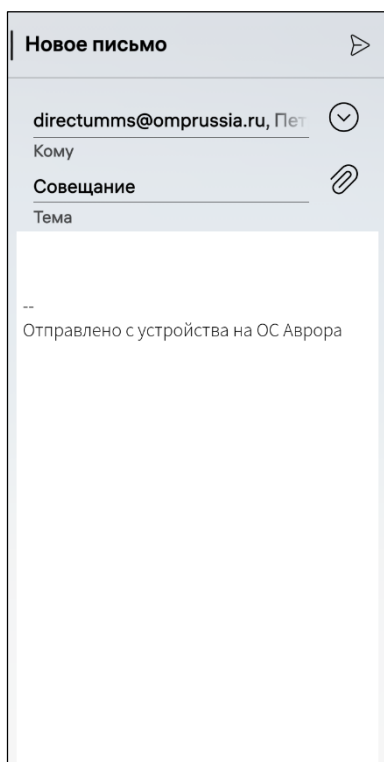 Новое письмо
directumms@omprussia.ru, Пет
Кому
Совещание
Тема
--
Отправлено с устройства на ОС Аврора